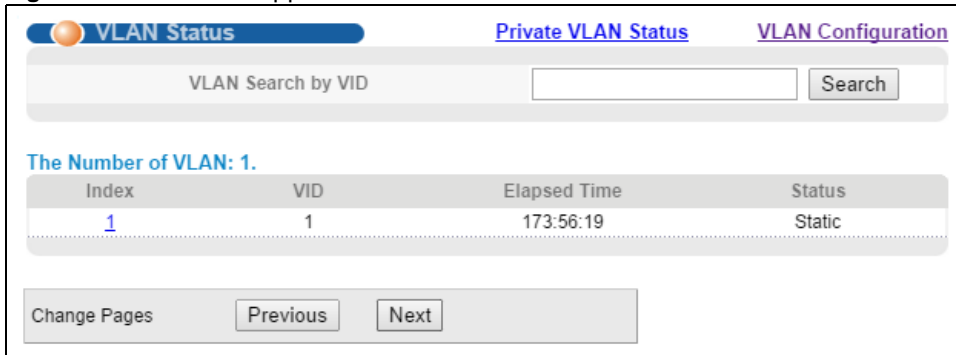 VLAN Status Private VLAN Status VLAN Configuration
VLAN Search by VID Search
The Number of VLAN: 1.
Index VID Elapsed Time Status
1 1 173:56:19 Static
Change Pages Previous Next